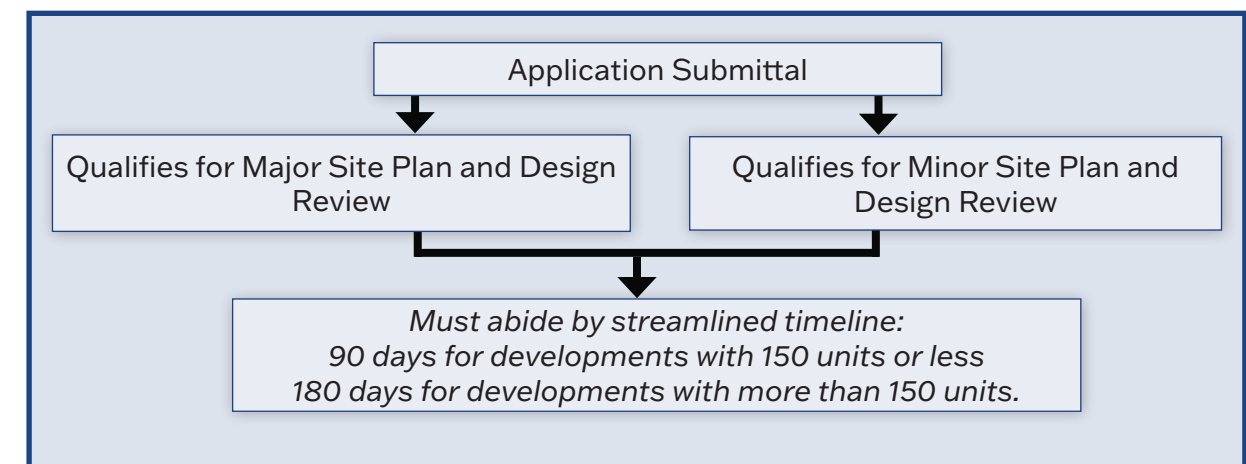 Application Submittal
Qualifies for Major Site Plan and Design
Review
Qualifies for Minor Site Plan and
Design Review
Must abide by streamlined timeline:
90 days for developments with 150 units or less
180 days for developments with more than 150 units.